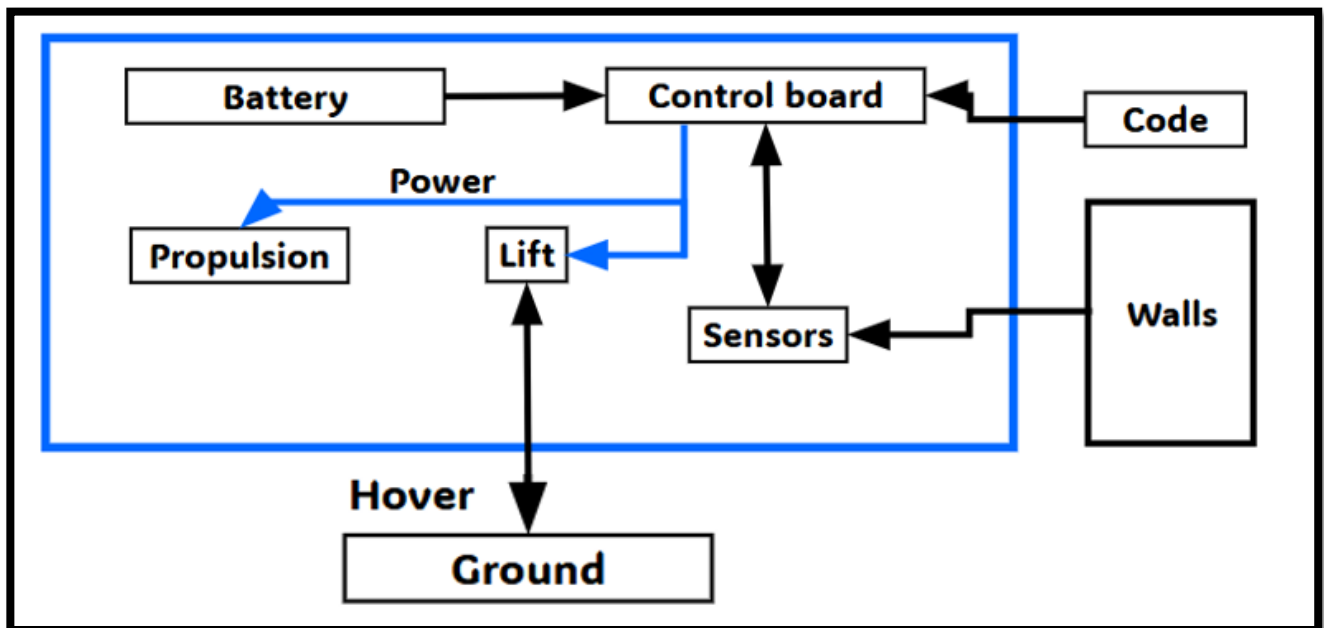 Battery
Control board
Code
Power
Propulsion
Lift
Sensors
Walls
Hover
Ground